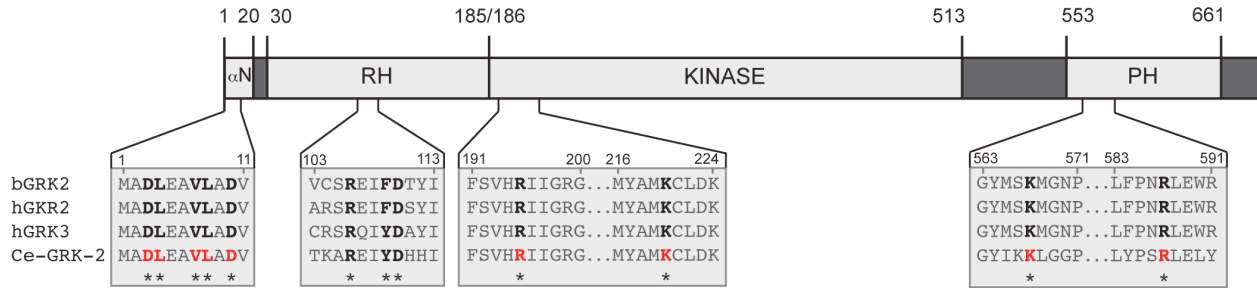 1 20 30 185/186 513 553 661
αN RH KINASE PH
1 11 103 113 191 200 216 224 563 571 583 591
bGRK2 MADLEAVLADV VCSREIFDTYI FSVHRIIGRG...MYAMKCLDK GYMSKMGNP...LFPNRLEWR
hGKR2 MADLEAVLADV ARSREIFDSYI FSVHRIIGRG...MYAMKCLDK GYMSKMGNP...LFPNRLEWR
hGRK3 MADLEAVLADV CRSRQIYDAYI FSVHRIIGRG...MYAMKCLDK GYMSKMGNP...LFPNRLEWR
Ce-GRK-2 MADLEAVLADV TKAREIYDHHI FSVHRIIGRG...MYAMKCLDK GYIKKLGGP...LYPSRLELY
** ** * * ** * * * *